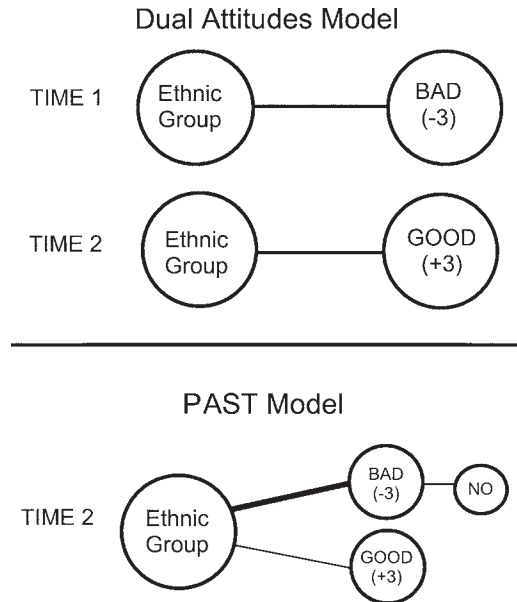 Dual Attitudes Model
TIME 1
Ethnic
Group
BAD
(-3)
TIME 2
Ethnic
Group
GOOD
(+3)
PAST Model
TIME 2
Ethnic
Group
BAD
(-3)
NO
GOOD
(+3)